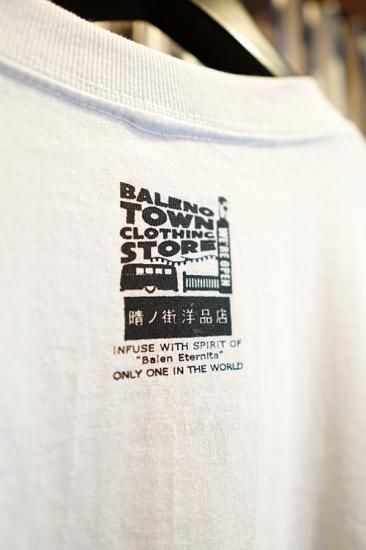 BALENO
TOWN
CLOTHING
STORE
WE'RE OPEN
晴ノ街洋品店
INFUSE WITH SPIRIT OF
"Balen Eternita"
ONLY ONE IN THE WORLD